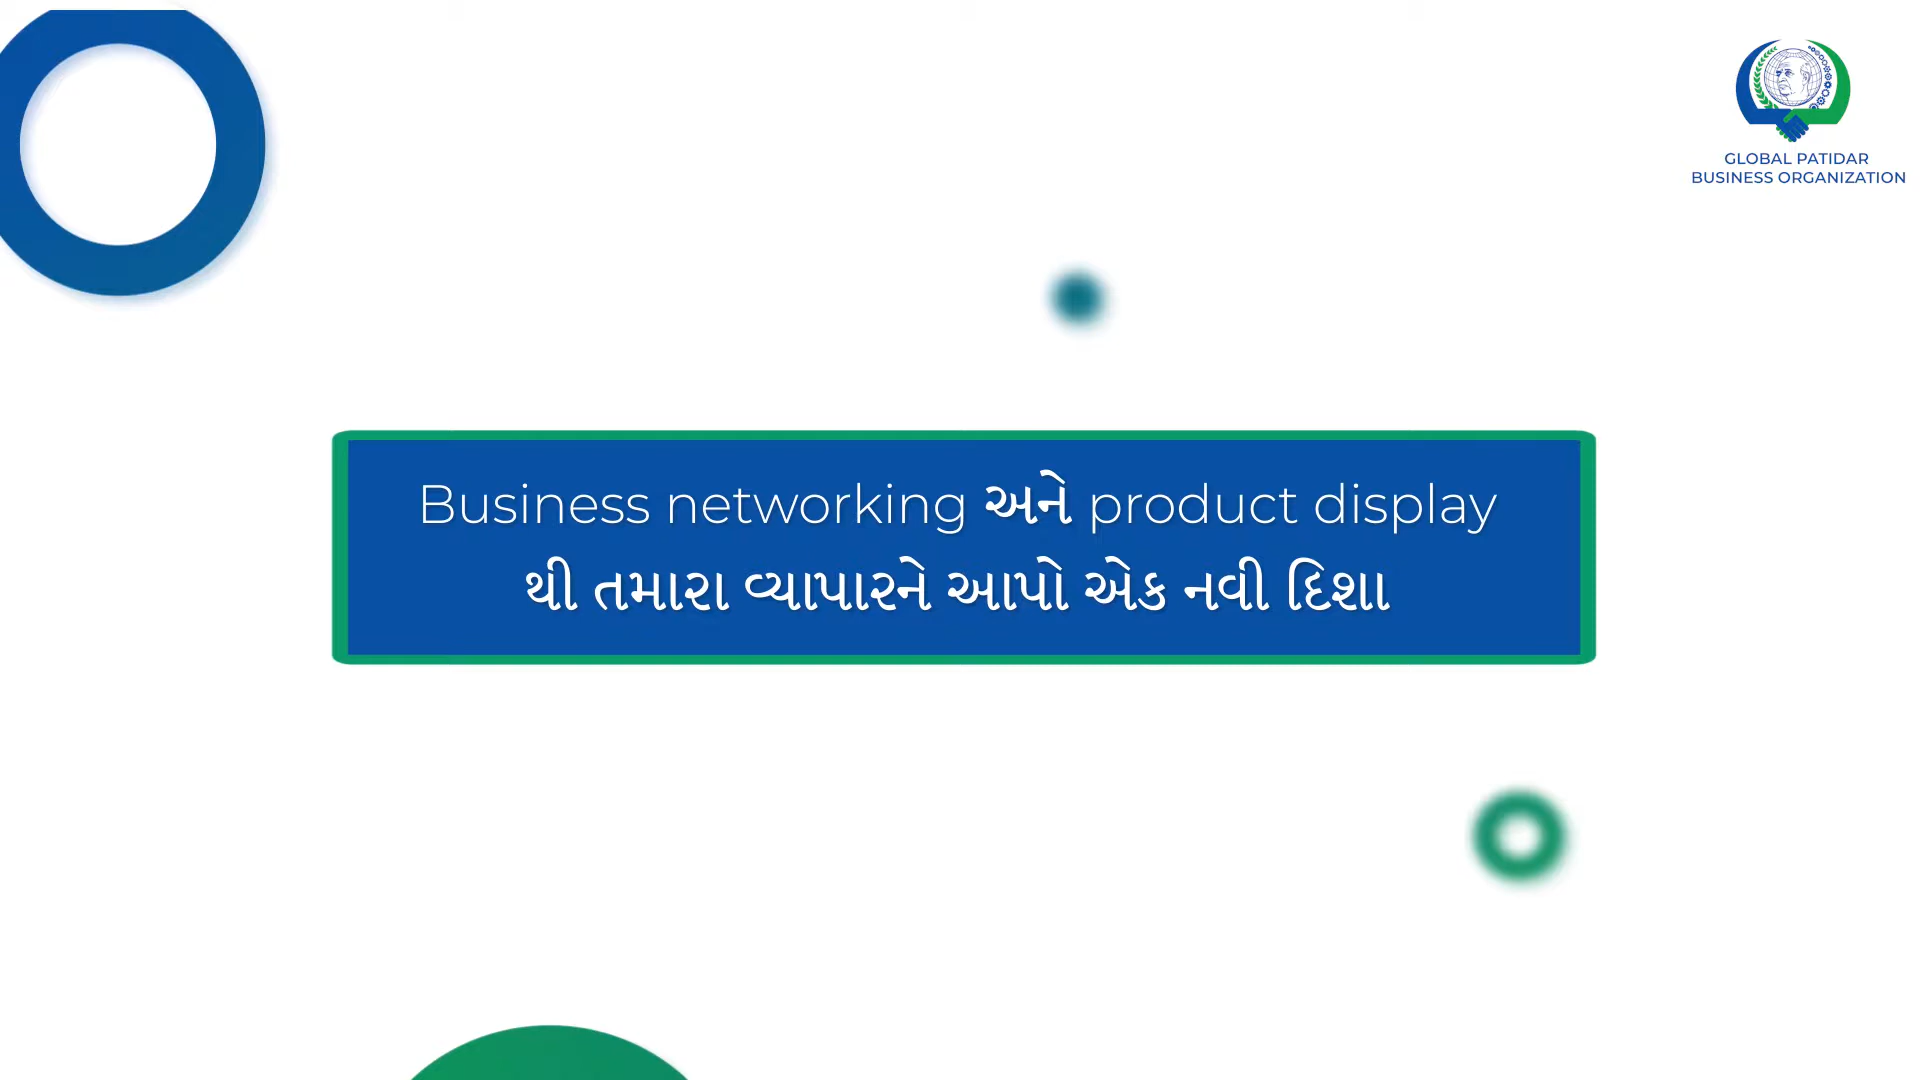 GLOBAL PATIDAR
BUSINESS ORGANIZATION
Business networking અને product display
થી તમારા વ્યાપારને આપો એક નવી દિશા